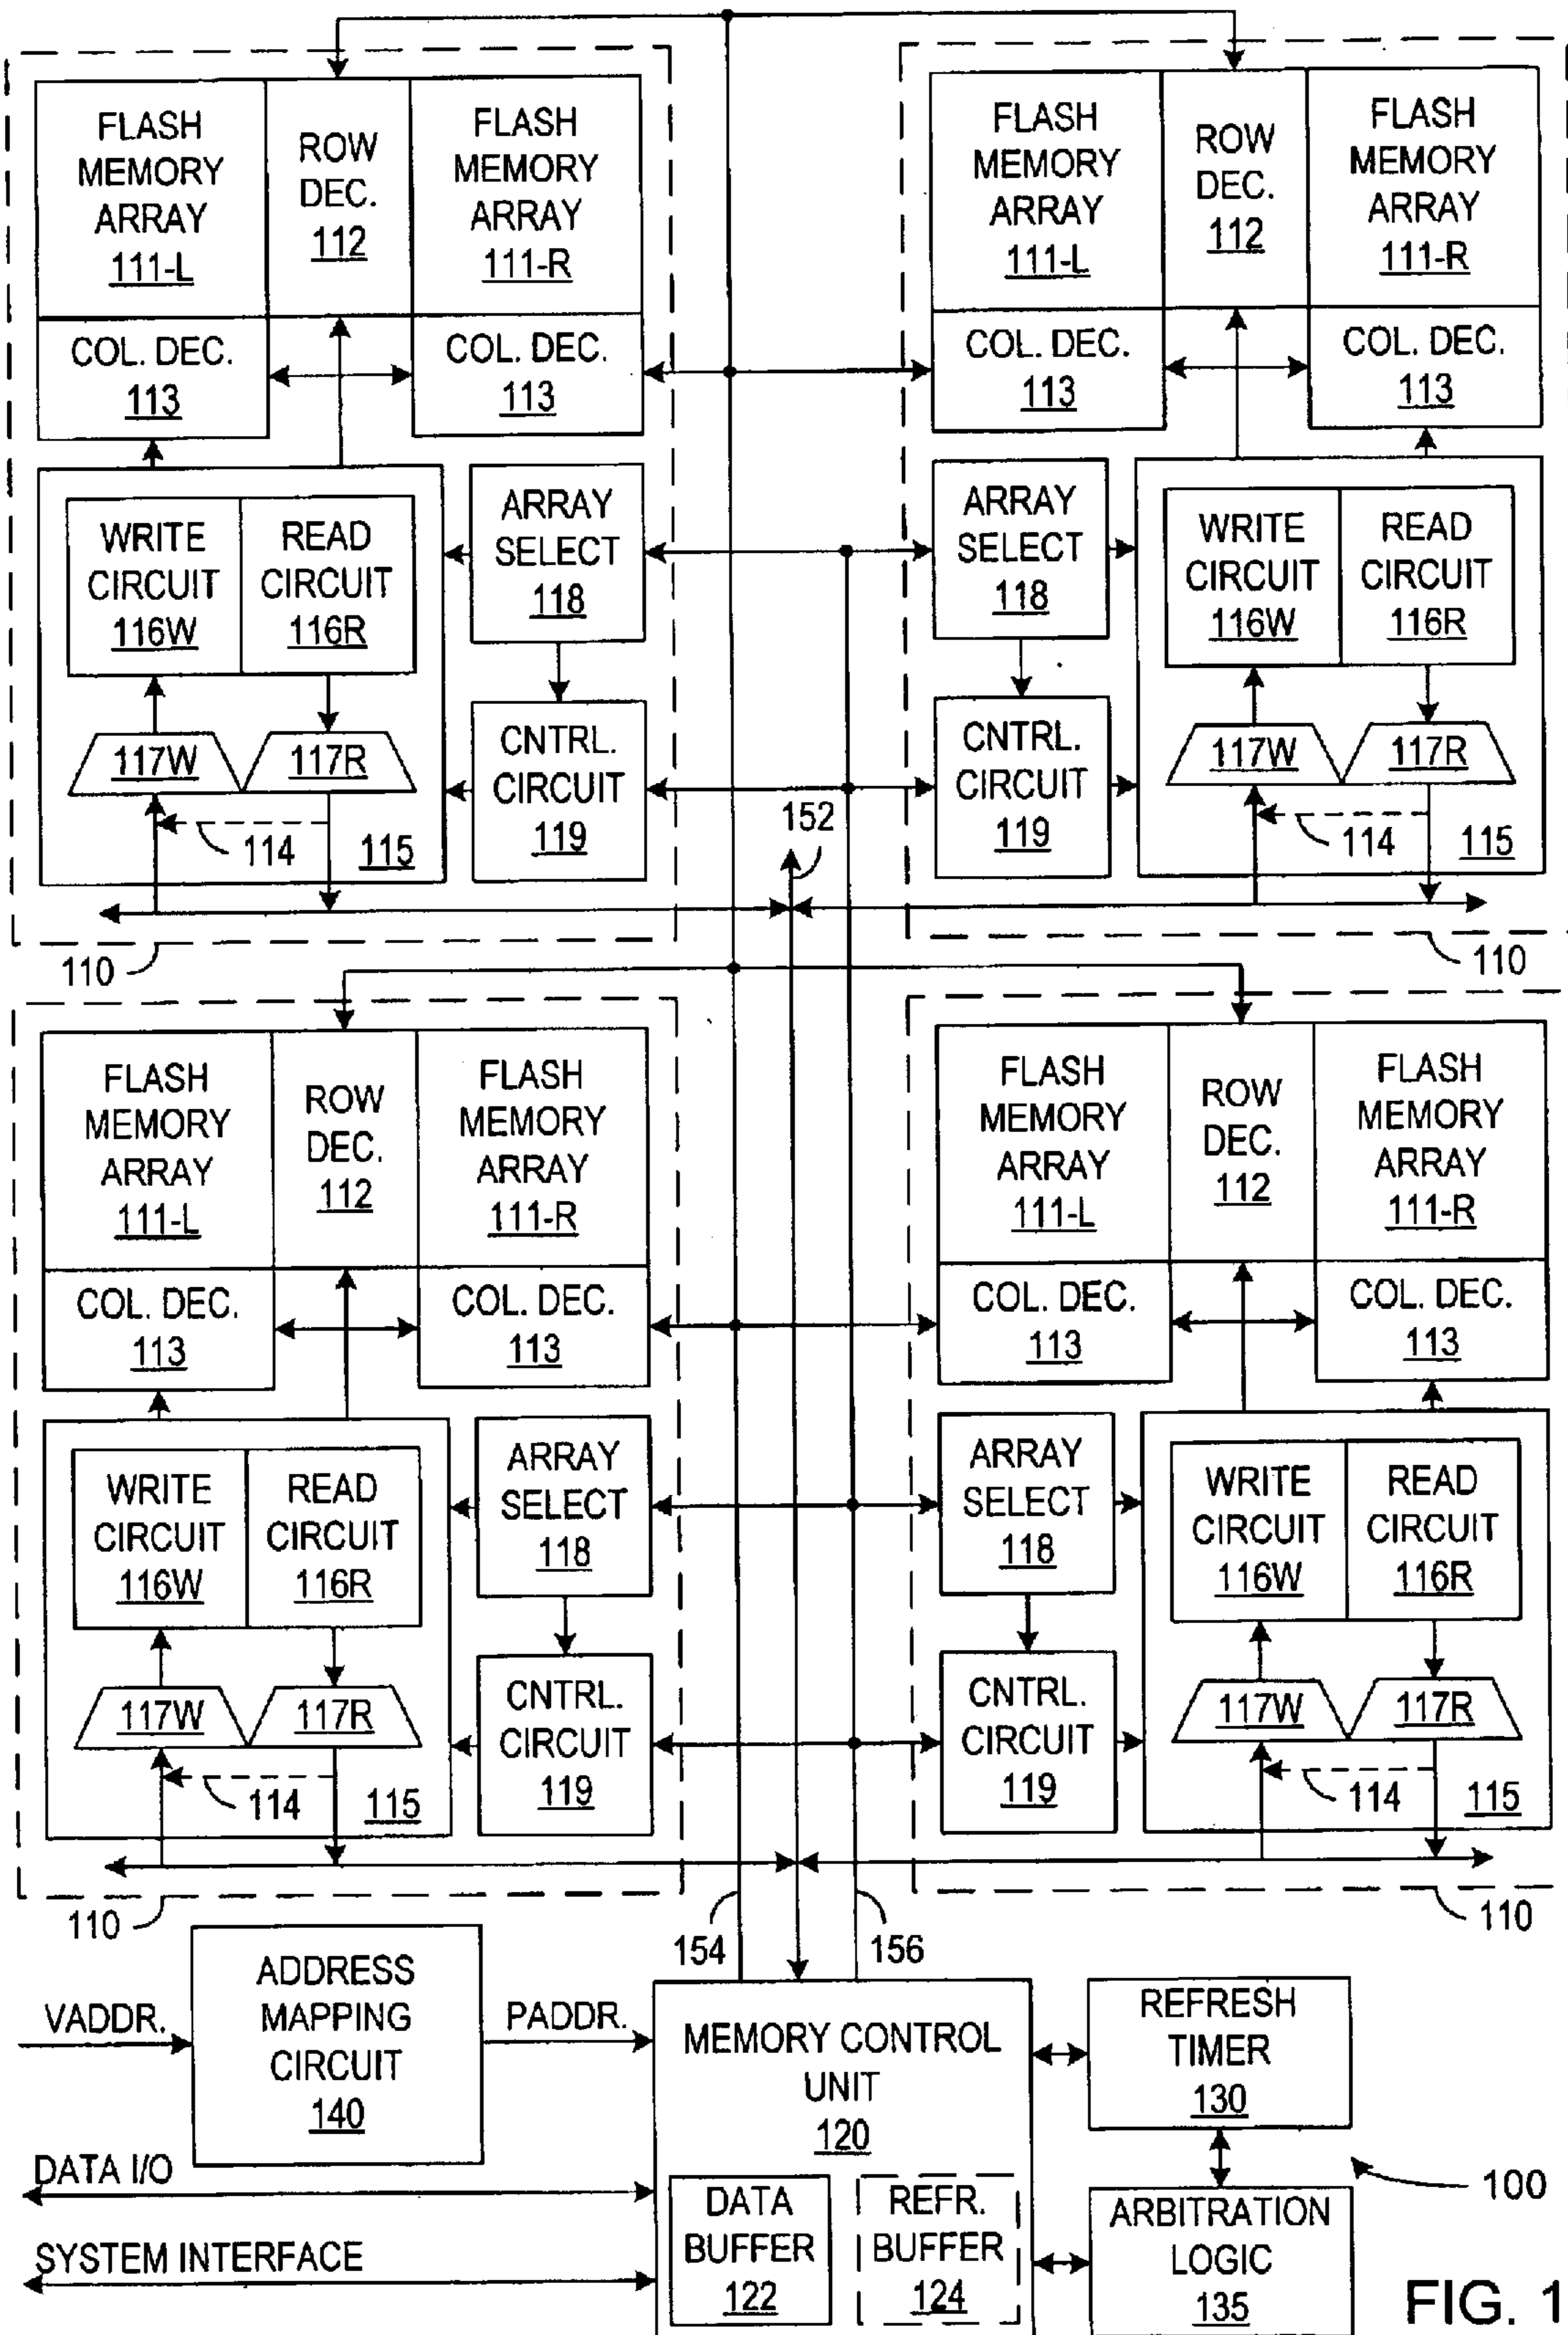 FLASH
MEMORY
ARRAY
111-L
ROW
DEC.
112
FLASH
MEMORY
ARRAY
111-R
COL. DEC.
113
COL. DEC.
113
WRITE
CIRCUIT
116W
READ
CIRCUIT
116R
117W
117R
114
115
ARRAY
SELECT
118
CNTRL.
CIRCUIT
119
110
FLASH
MEMORY
ARRAY
111-L
ROW
DEC.
112
FLASH
MEMORY
ARRAY
111-R
COL. DEC.
113
COL. DEC.
113
ARRAY
SELECT
118
CNTRL.
CIRCUIT
119
WRITE
CIRCUIT
116W
READ
CIRCUIT
116R
117W
117R
114
115
152
110
FLASH
MEMORY
ARRAY
111-L
ROW
DEC.
112
FLASH
MEMORY
ARRAY
111-R
COL. DEC.
113
COL. DEC.
113
WRITE
CIRCUIT
116W
READ
CIRCUIT
116R
117W
117R
114
115
ARRAY
SELECT
118
CNTRL.
CIRCUIT
119
110
FLASH
MEMORY
ARRAY
111-L
ROW
DEC.
112
FLASH
MEMORY
ARRAY
111-R
COL. DEC.
113
COL. DEC.
113
ARRAY
SELECT
118
CNTRL.
CIRCUIT
119
WRITE
CIRCUIT
116W
READ
CIRCUIT
116R
117W
117R
114
115
110
154
156
VADDR.
ADDRESS
MAPPING
CIRCUIT
140
PADDR.
MEMORY CONTROL
UNIT
120
REFRESH
TIMER
130
DATA I/O
SYSTEM INTERFACE
DATA
BUFFER
122
REFR.
BUFFER
124
ARBITRATION
LOGIC
135
100
FIG. 1